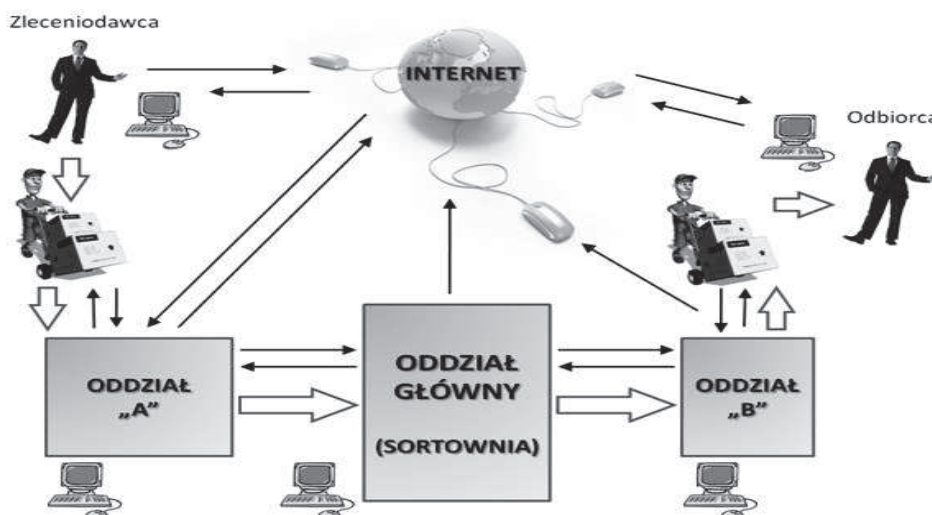 Zleceniodawca
INTERNET
Odbiorca
ODDZIAŁ
„A”
ODDZIAŁ
GŁÓWNY
(SORTOWNIA)
ODDZIAŁ
„B”